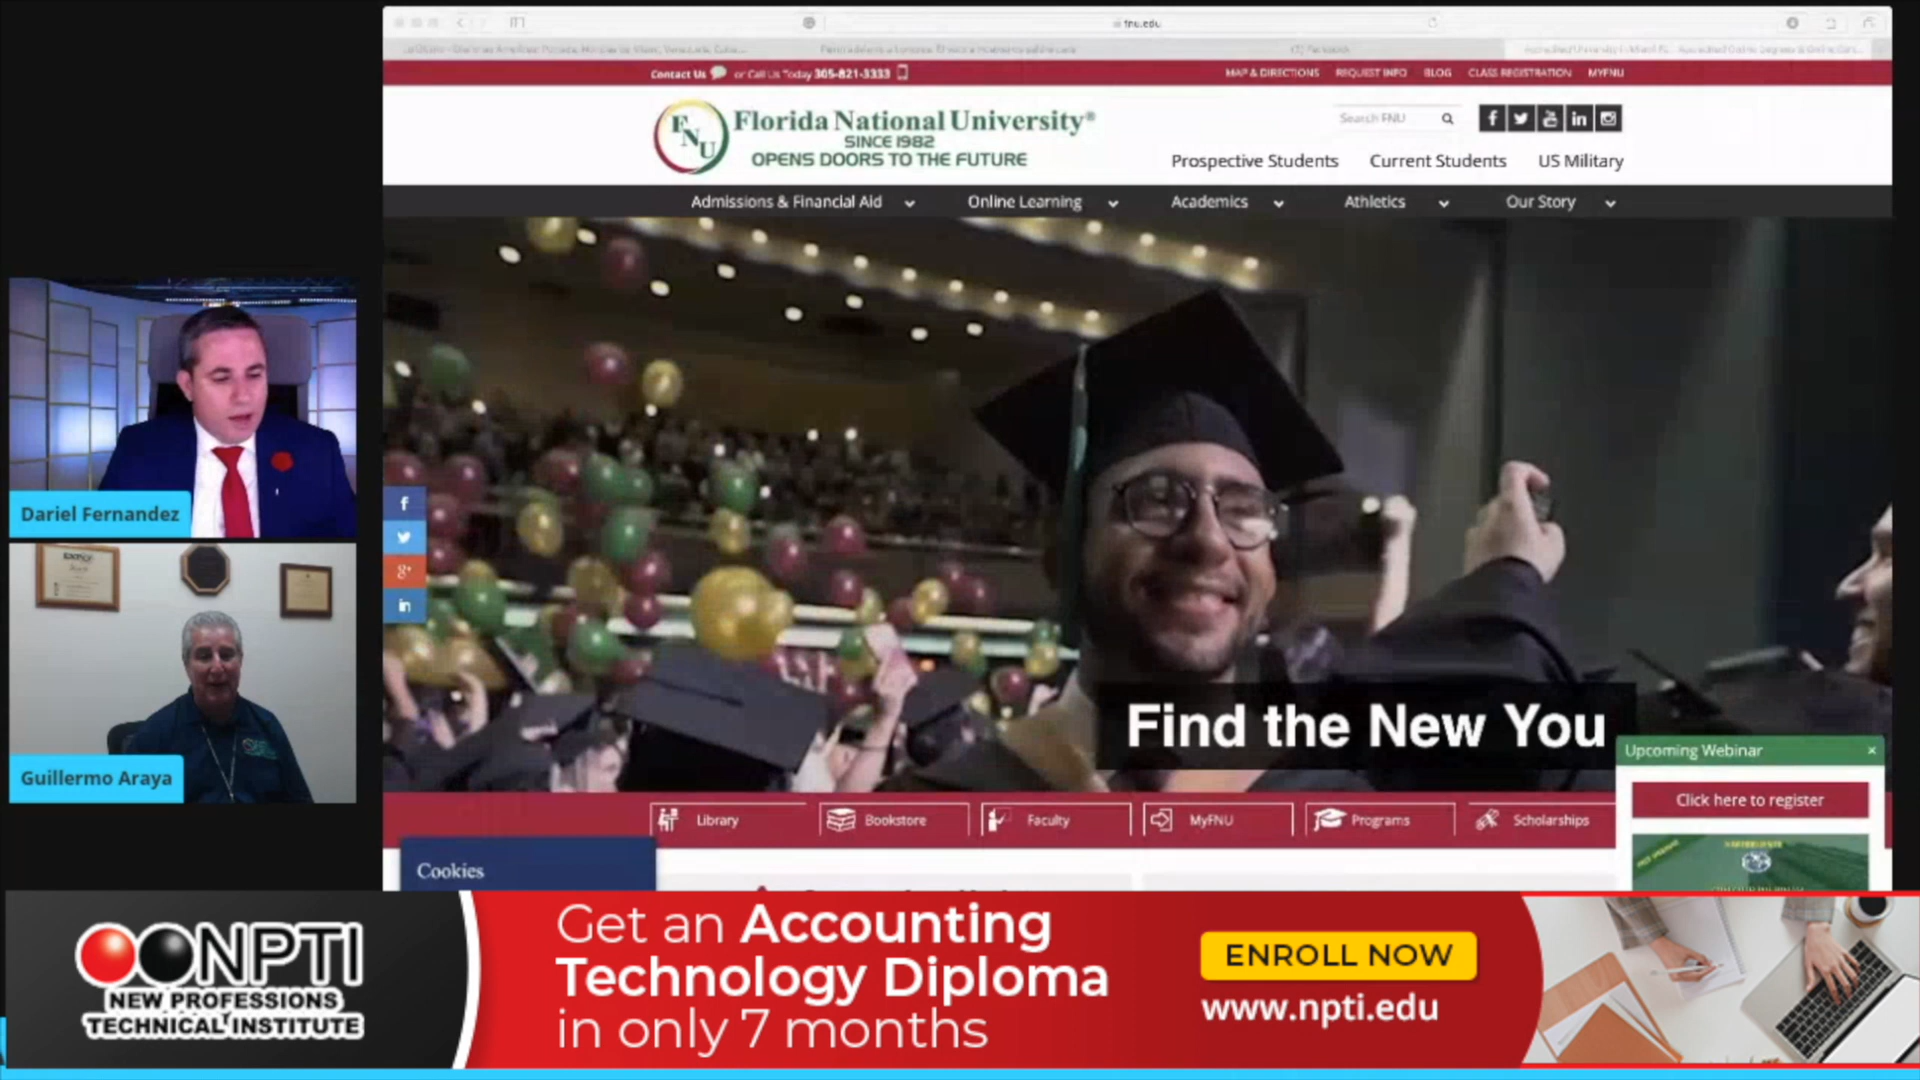 fnu.edu
Contact Us or Call Us Today 305-821-3333
MAP & DIRECTIONS REQUEST INFO BLOG CLASS REGISTRATION MYFNU
FNU
Florida National University®
SINCE 1982
OPENS DOORS TO THE FUTURE
Search FNU
Prospective Students Current Students US Military
Admissions & Financial Aid Online Learning Academics Athletics Our Story
Dariel Fernandez
Guillermo Araya
Find the New You
Upcoming Webinar ×
Click here to register
Library Bookstore Faculty MyFNU Programs Scholarships
Cookies
NPTI
NEW PROFESSIONS
TECHNICAL INSTITUTE
Get an Accounting
Technology Diploma
in only 7 months
ENROLL NOW
www.npti.edu